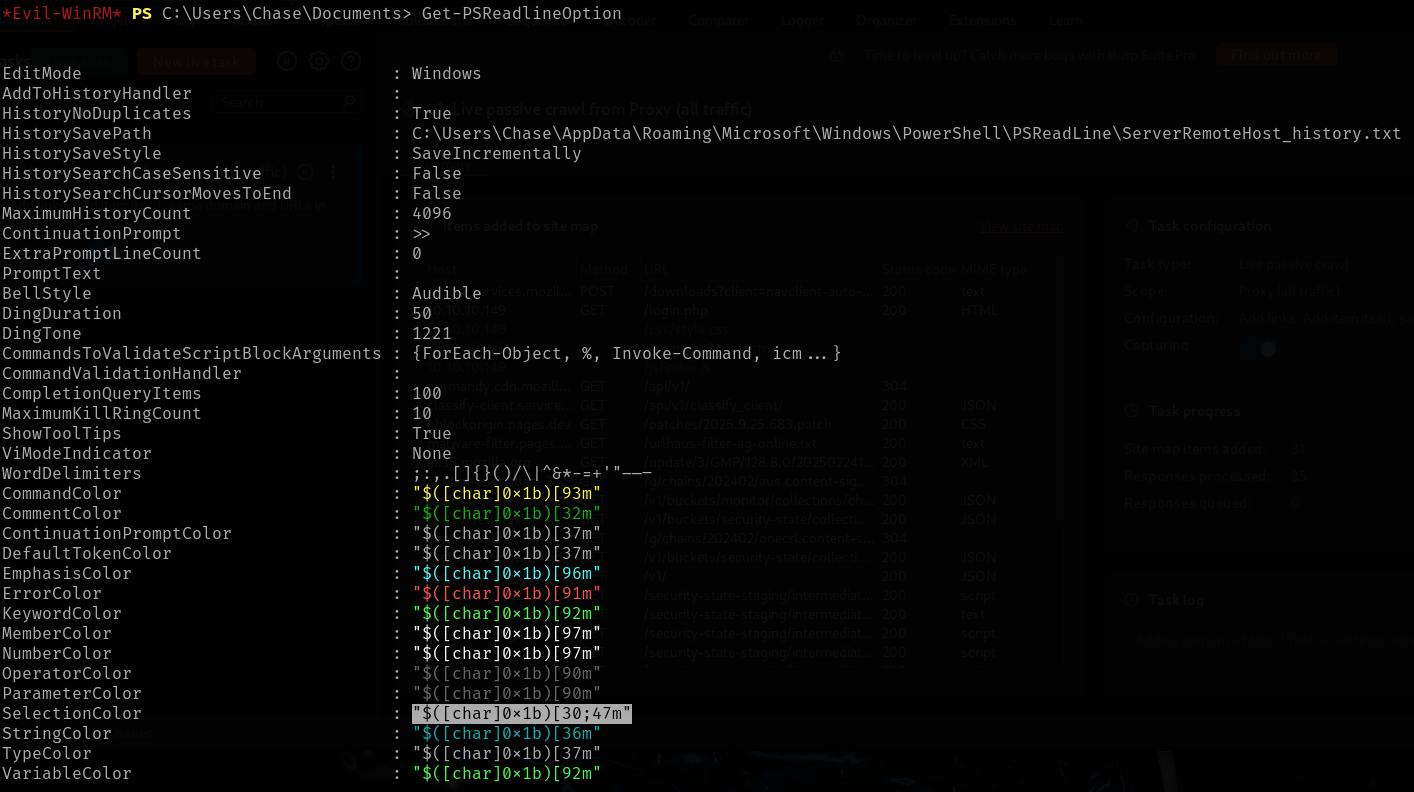 *Evil-WinRM* PS C:\Users\Chase\Documents> Get-PSReadlineOption
EditMode : Windows
AddToHistoryHandler :
HistoryNoDuplicates : True
HistorySavePath : C:\Users\Chase\AppData\Roaming\Microsoft\Windows\PowerShell\PSReadLine\ServerRemoteHost_history.txt
HistorySaveStyle : SaveIncrementally
HistorySearchCaseSensitive : False
HistorySearchCursorMovesToEnd : False
MaximumHistoryCount : 4096
ContinuationPrompt : >>
ExtraPromptLineCount : 0
PromptText :
BellStyle : Audible
DingDuration : 50
DingTone : 1221
CommandsToValidateScriptBlockArguments : {ForEach-Object, %, Invoke-Command, icm...}
CommandValidationHandler :
CompletionQueryItems : 100
MaximumKillRingCount : 10
ShowToolTips : True
ViModeIndicator : None
WordDelimiters : ;:,.[]{}()/\|^&*-=+'"–—―
CommandColor : "$([char]0x1b)[93m"
CommentColor : "$([char]0x1b)[32m"
ContinuationPromptColor : "$([char]0x1b)[37m"
DefaultTokenColor : "$([char]0x1b)[37m"
EmphasisColor : "$([char]0x1b)[96m"
ErrorColor : "$([char]0x1b)[91m"
KeywordColor : "$([char]0x1b)[92m"
MemberColor : "$([char]0x1b)[97m"
NumberColor : "$([char]0x1b)[97m"
OperatorColor : "$([char]0x1b)[90m"
ParameterColor : "$([char]0x1b)[90m"
SelectionColor : "$([char]0x1b)[30;47m"
StringColor : "$([char]0x1b)[36m"
TypeColor : "$([char]0x1b)[37m"
VariableColor : "$([char]0x1b)[92m"